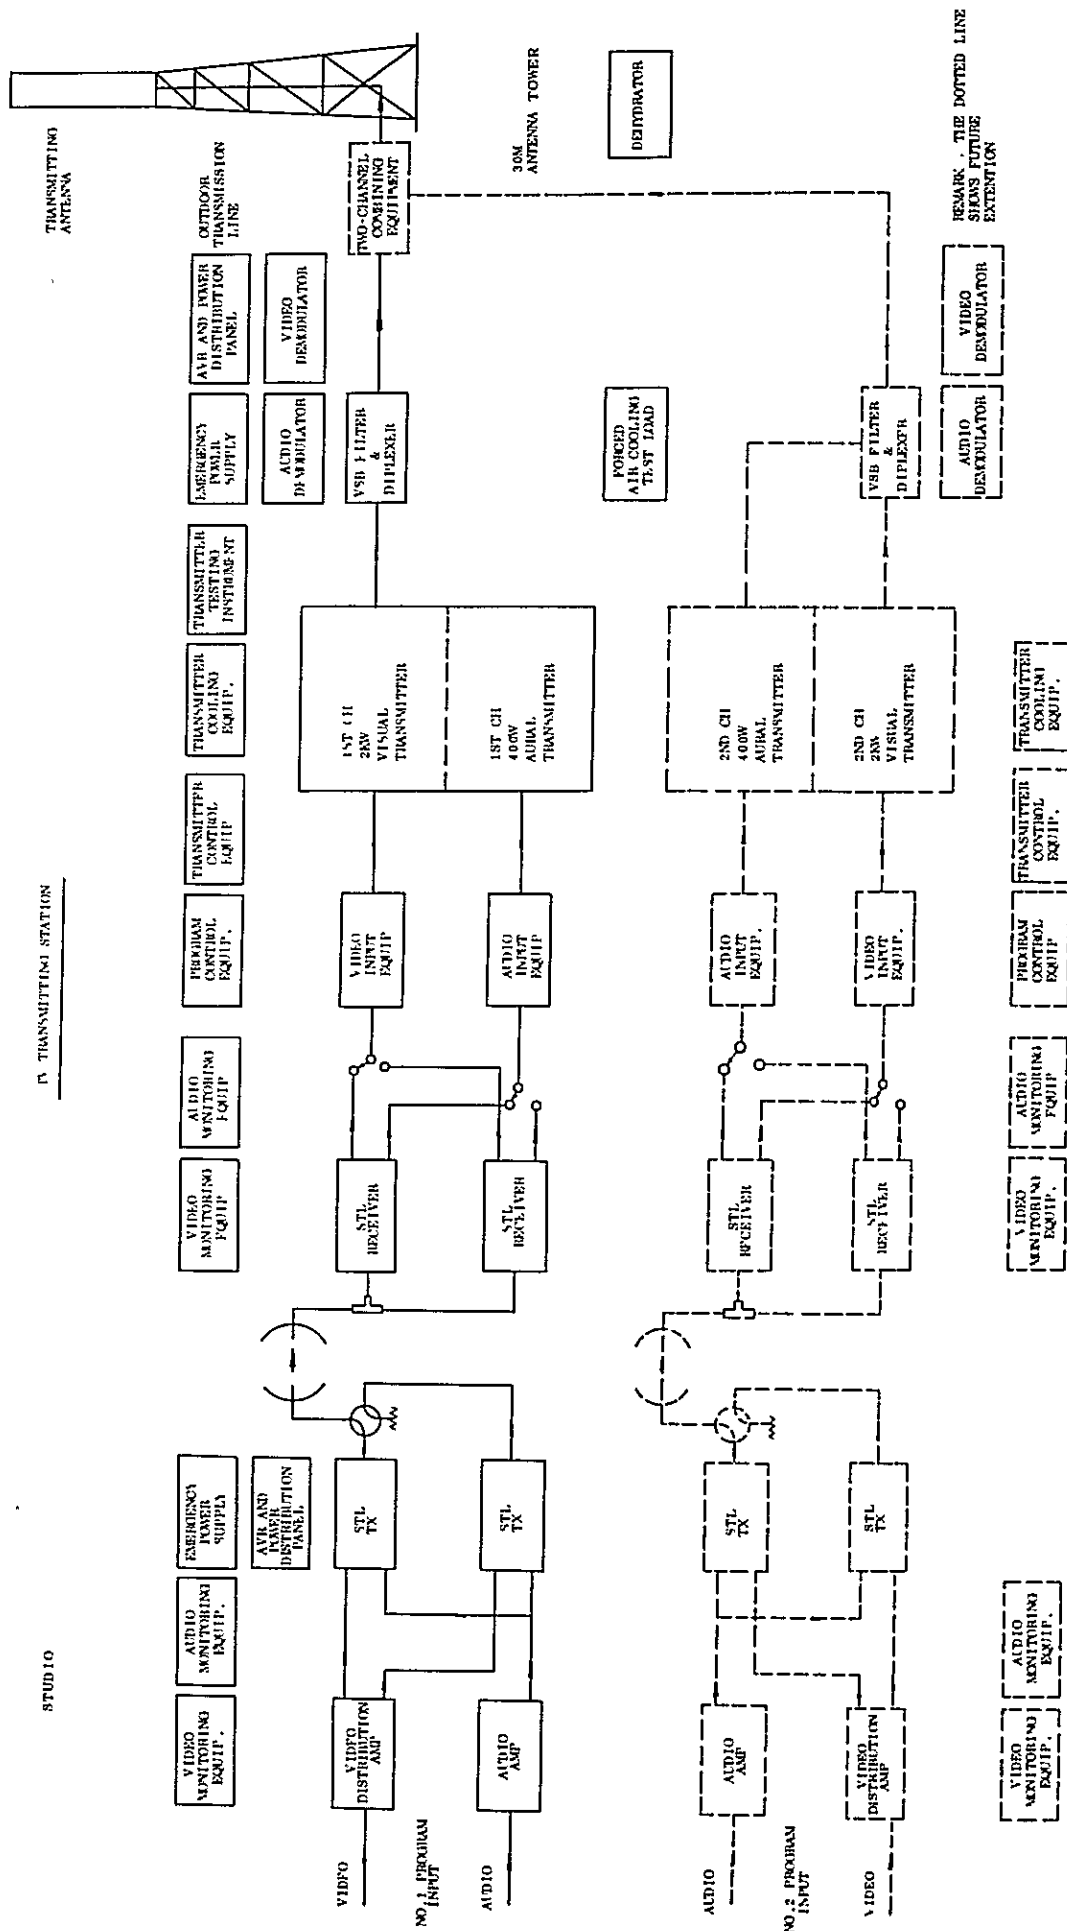 STUDIO
TV TRANSMITTING STATION
TRANSMITTING
ANTENNA
VIDEO
MONITORING
EQUIP.
AUDIO
MONITORING
EQUIP.
EMERGENCY
POWER
SUPPLY
AVR AND
POWER
DISTRIBUTION
PANEL
VIDEO
MONITORING
EQUIP
AUDIO
MONITORING
EQUIP
PROGRAM
CONTROL
EQUIP.
TRANSMITTER
CONTROL
EQUIP
TRANSMITTER
COOLING
EQUIP.
TRANSMITTER
TESTING
INSTRUMENT
EMERGENCY
POWER
SUPPLY
AVR AND POWER
DISTRIBUTION
PANEL
OUTDOOR
TRANSMISSION
LINE
AUDIO
DEMODULATOR
VIDEO
DEMODULATOR
VIDEO
NO.1 PROGRAM
INPUT
AUDIO
VIDEO
DISTRIBUTION
AMP
AUDIO
AMP
STL
TX
STL
TX
STL
RECEIVER
STL
RECEIVER
VIDEO
INPUT
EQUIP
AUDIO
INPUT
EQUIP
1ST CH
2KW
VISUAL
TRANSMITTER
1ST CH
400W
AURAL
TRANSMITTER
VSB FILTER
&
DIPLEXER
TWO-CHANNEL
COMBINING
EQUIPMENT
30M
ANTENNA TOWER
FORCED
AIR COOLING
TEST LOAD
DEHYDRATOR
AUDIO
NO.2 PROGRAM
INPUT
VIDEO
AUDIO
AMP
VIDEO
DISTRIBUTION
AMP
STL
TX
STL
TX
STL
RECEIVER
STL
RECEIVER
AUDIO
INPUT
EQUIP.
VIDEO
INPUT
EQUIP.
2ND CH
400W
AURAL
TRANSMITTER
2ND CH
2KW
VISUAL
TRANSMITTER
VSB FILTER
&
DIPLEXER
AUDIO
DEMODULATOR
VIDEO
DEMODULATOR
REMARK . THE DOTTED LINE
SHOWS FUTURE
EXTENTION
VIDEO
MONITORING
EQUIP.
AUDIO
MONITORING
EQUIP.
VIDEO
MONITORING
EQUIP.
AUDIO
MONITORING
EQUIP
PROGRAM
CONTROL
EQUIP
TRANSMITTER
CONTROL
EQUIP.
TRANSMITTER
COOLING
EQUIP.